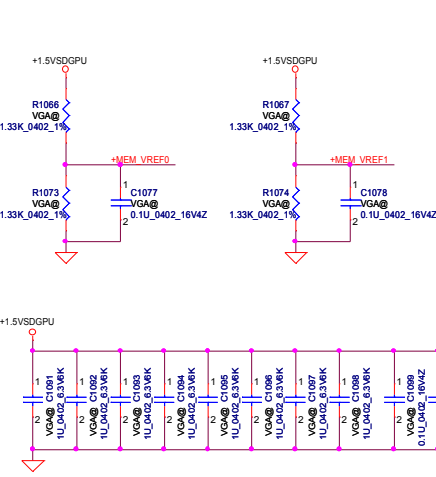 +1.5VSDGPU
R1066
VGA@
1.33K_0402_1%
+MEM_VREF0
R1073
VGA@
1.33K_0402_1%
1
C1077
VGA@
0.1U_0402_16V4Z
2
+1.5VSDGPU
R1067
VGA@
1.33K_0402_1%
+MEM_VREF1
R1074
VGA@
1.33K_0402_1%
1
C1078
VGA@
0.1U_0402_16V4Z
2
+1.5VSDGPU
1
2
VGA@ C1091
1U_0402_6.3V6K
1
2
VGA@ C1092
1U_0402_6.3V6K
1
2
VGA@ C1093
1U_0402_6.3V6K
1
2
VGA@ C1094
1U_0402_6.3V6K
1
2
VGA@ C1095
1U_0402_6.3V6K
1
2
VGA@ C1096
1U_0402_6.3V6K
1
2
VGA@ C1097
1U_0402_6.3V6K
1
2
VGA@ C1098
1U_0402_6.3V6K
1
2
VGA@ C1099
0.1U_0402_16V4Z